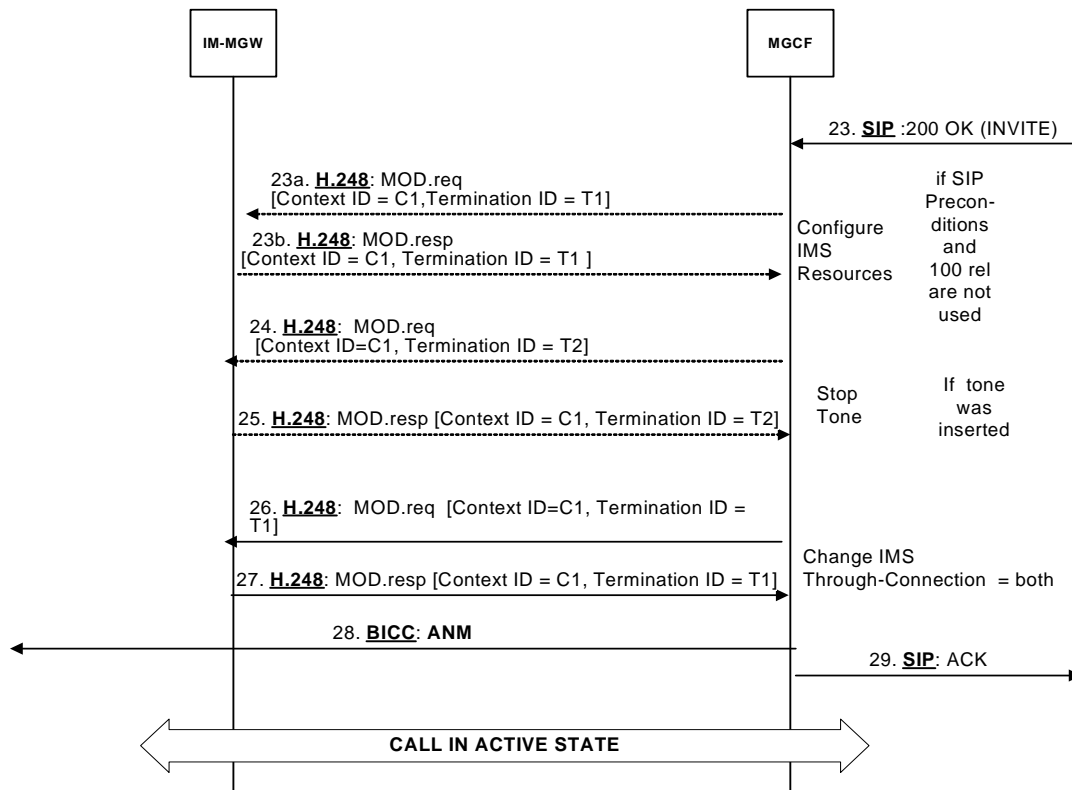 IM-MGW
MGCF
23. SIP :200 OK (INVITE)
23a. H.248: MOD.req
[Context ID = C1,Termination ID = T1]
if SIP
Precon-
ditions
and
100 rel
are not
used
Configure
IMS
Resources
23b. H.248: MOD.resp
[Context ID = C1, Termination ID = T1 ]
24. H.248: MOD.req
[Context ID=C1, Termination ID = T2]
Stop
Tone
If tone
was
inserted
25. H.248: MOD.resp [Context ID = C1, Termination ID = T2]
26. H.248: MOD.req [Context ID=C1, Termination ID =
T1]
Change IMS
Through-Connection = both
27. H.248: MOD.resp [Context ID = C1, Termination ID = T1]
28. BICC: ANM
29. SIP: ACK
CALL IN ACTIVE STATE